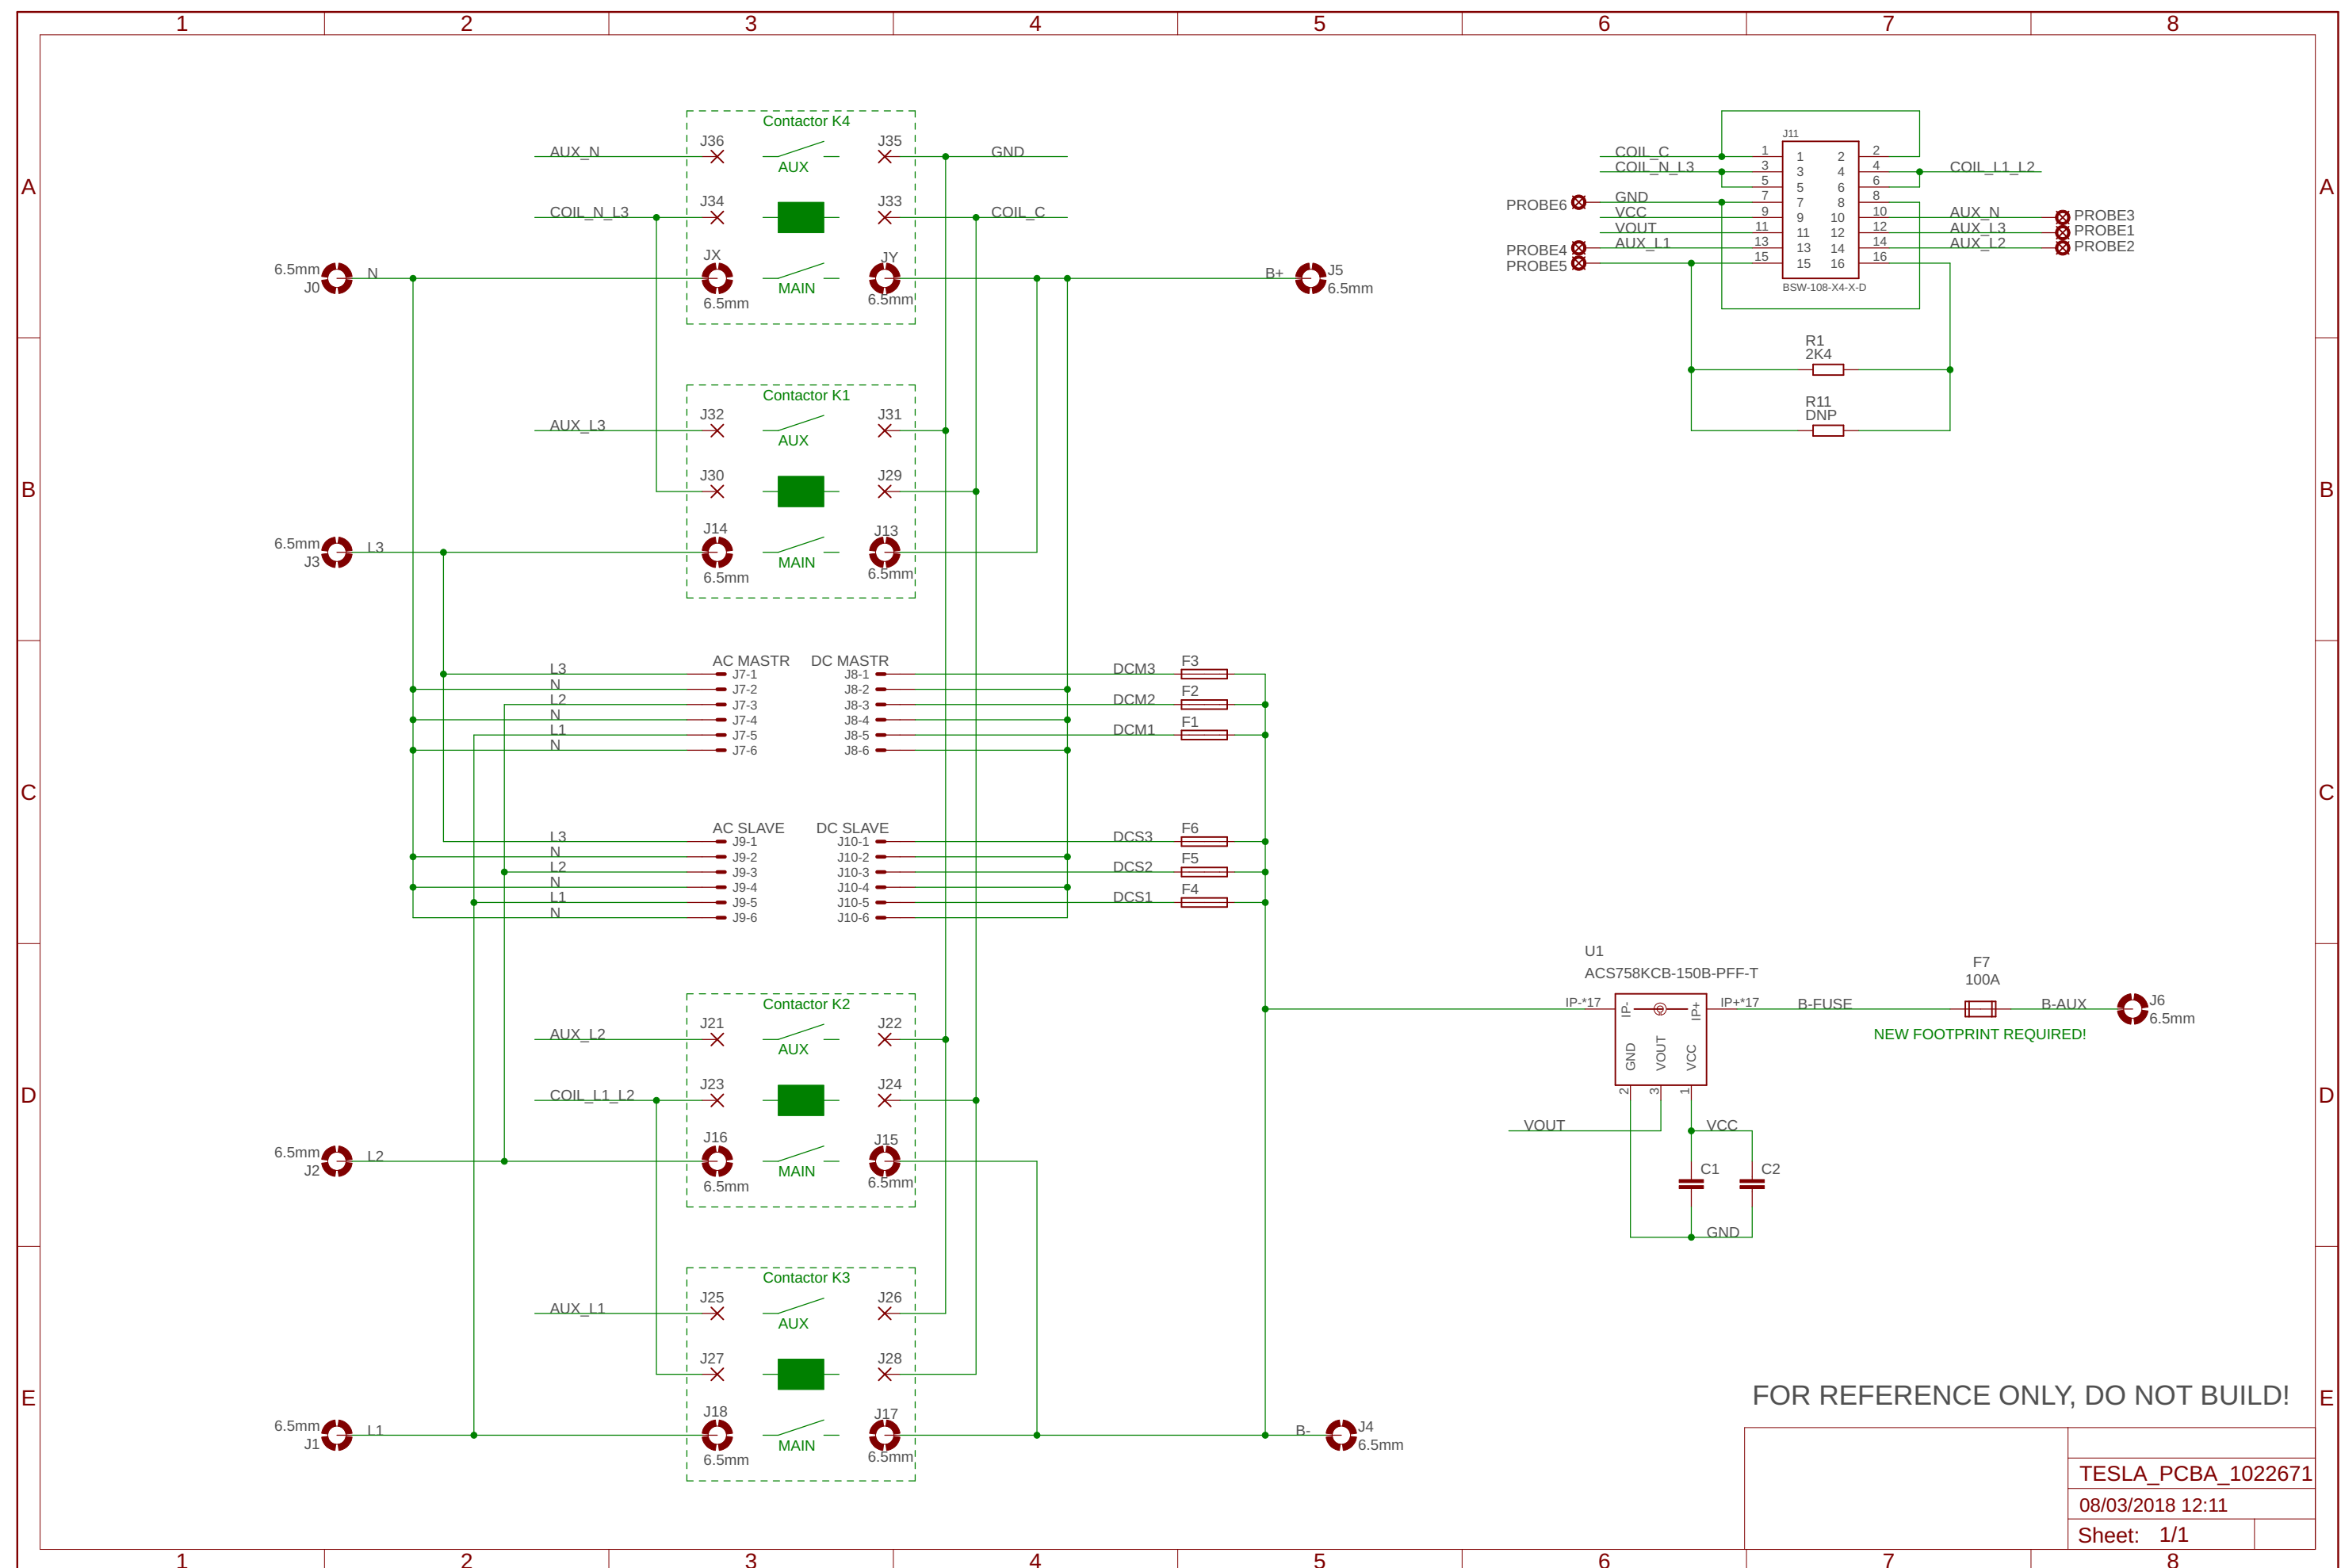 1 2 3 4 5 6 7 8
A A
B B
C C
D D
E E
Contactor K4
J36 J35
AUX_N GND
AUX
J34 J33
COIL_N_L3 COIL_C
JX JY
6.5mm N B+ J5
J0 MAIN 6.5mm
6.5mm 6.5mm
Contactor K1
J32 J31
AUX_L3
AUX
J30 J29
J14 J13
6.5mm L3
J3 MAIN
6.5mm 6.5mm
AC MASTR DC MASTR
L3 J7-1 J8-1 DCM3 F3
N J7-2 J8-2
L2 J7-3 J8-3 DCM2 F2
N J7-4 J8-4
L1 J7-5 J8-5 DCM1 F1
N J7-6 J8-6
AC SLAVE DC SLAVE
L3 J9-1 J10-1 DCS3 F6
N J9-2 J10-2
L2 J9-3 J10-3 DCS2 F5
N J9-4 J10-4
L1 J9-5 J10-5 DCS1 F4
N J9-6 J10-6
Contactor K2
J21 J22
AUX_L2
AUX
J23 J24
COIL_L1_L2
J16 J15
6.5mm L2
J2 MAIN
6.5mm 6.5mm
Contactor K3
J25 J26
AUX_L1
AUX
J27 J28
J18 J17
6.5mm L1 B- J4
J1 MAIN 6.5mm
6.5mm 6.5mm
J11
COIL_C 1 1 2 2
COIL_N_L3 3 3 4 4 COIL_L1_L2
5 5 6 6
PROBE6 GND 7 7 8 8
VCC 9 9 10 10 AUX_N PROBE3
VOUT 11 11 12 12 AUX_L3 PROBE1
PROBE4 AUX_L1 13 13 14 14 AUX_L2 PROBE2
PROBE5 15 15 16 16
BSW-108-X4-X-D
R1
2K4
R11
DNP
U1
ACS758KCB-150B-PFF-T
F7
100A
IP-*17 IP- IP+ IP+*17 B-FUSE B-AUX J6
6.5mm
NEW FOOTPRINT REQUIRED!
GND VOUT VCC
2 3 1
VOUT VCC
C1 C2
GND
FOR REFERENCE ONLY, DO NOT BUILD!
TESLA_PCBA_1022671
08/03/2018 12:11
Sheet: 1/1
1 2 3 4 5 6 7 8